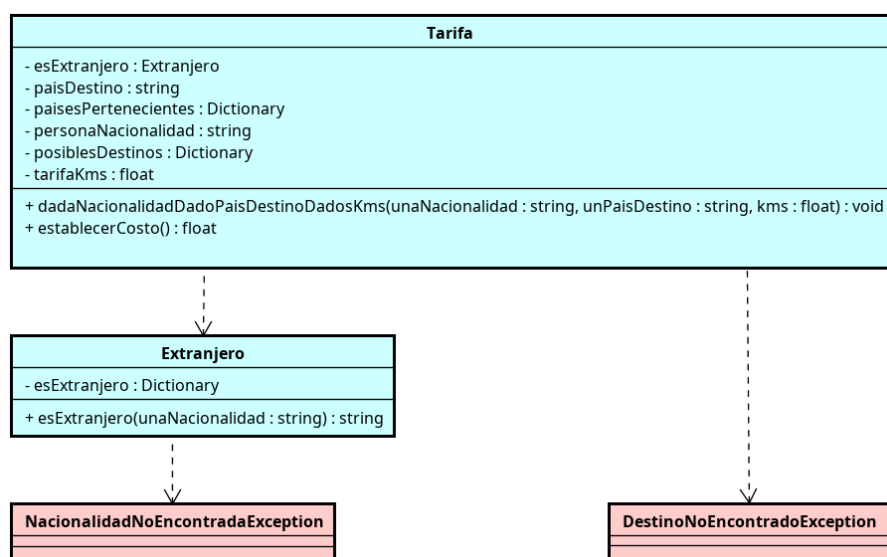 Tarifa
- esExtranjero : Extranjero
- paisDestino : string
- paisesPertenecientes : Dictionary
- personaNacionalidad : string
- posiblesDestinos : Dictionary
- tarifaKms : float
+ dadaNacionalidadDadoPaisDestinoDadosKms(unaNacionalidad : string, unPaisDestino : string, kms : float) : void
+ establecerCosto() : float
Extranjero
- esExtranjero : Dictionary
+ esExtranjero(unaNacionalidad : string) : string
NacionalidadNoEncontradaException
DestinoNoEncontradoException